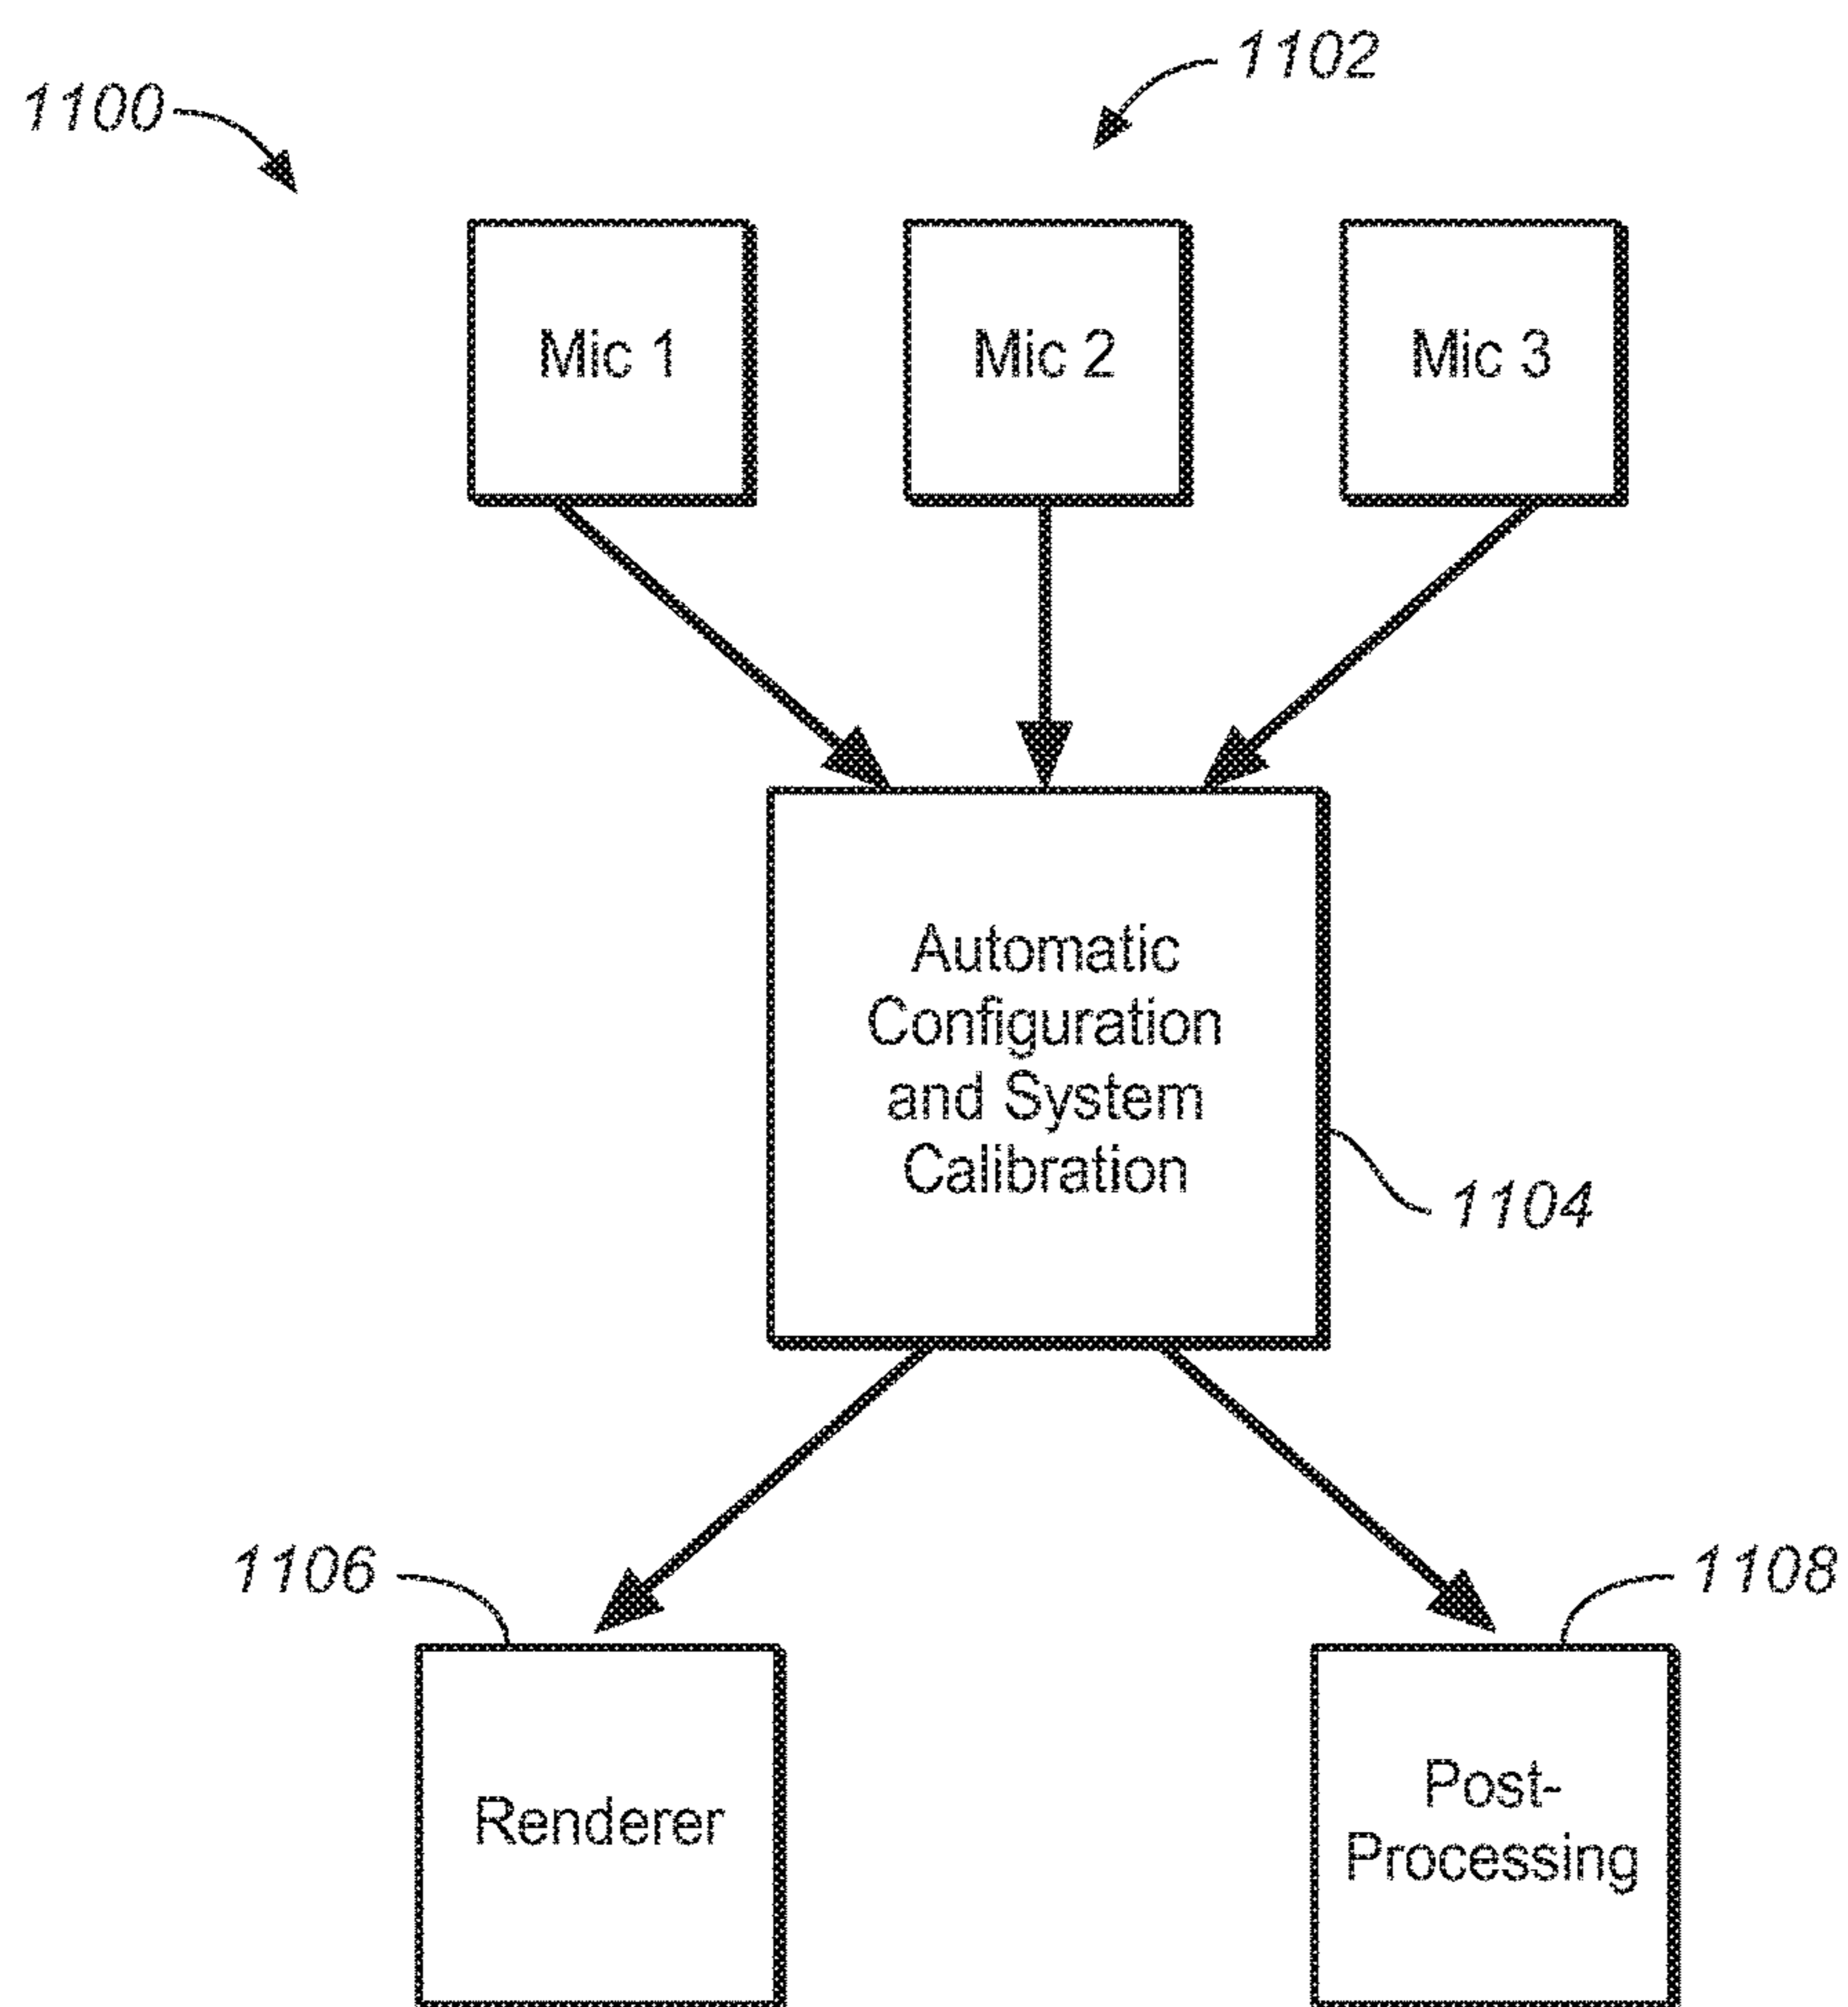 1102
1100
Mic 1
Mic 2
Mic 3
Automatic
Configuration
and System
Calibration
1104
1106
1108
Renderer
Post-
Processing